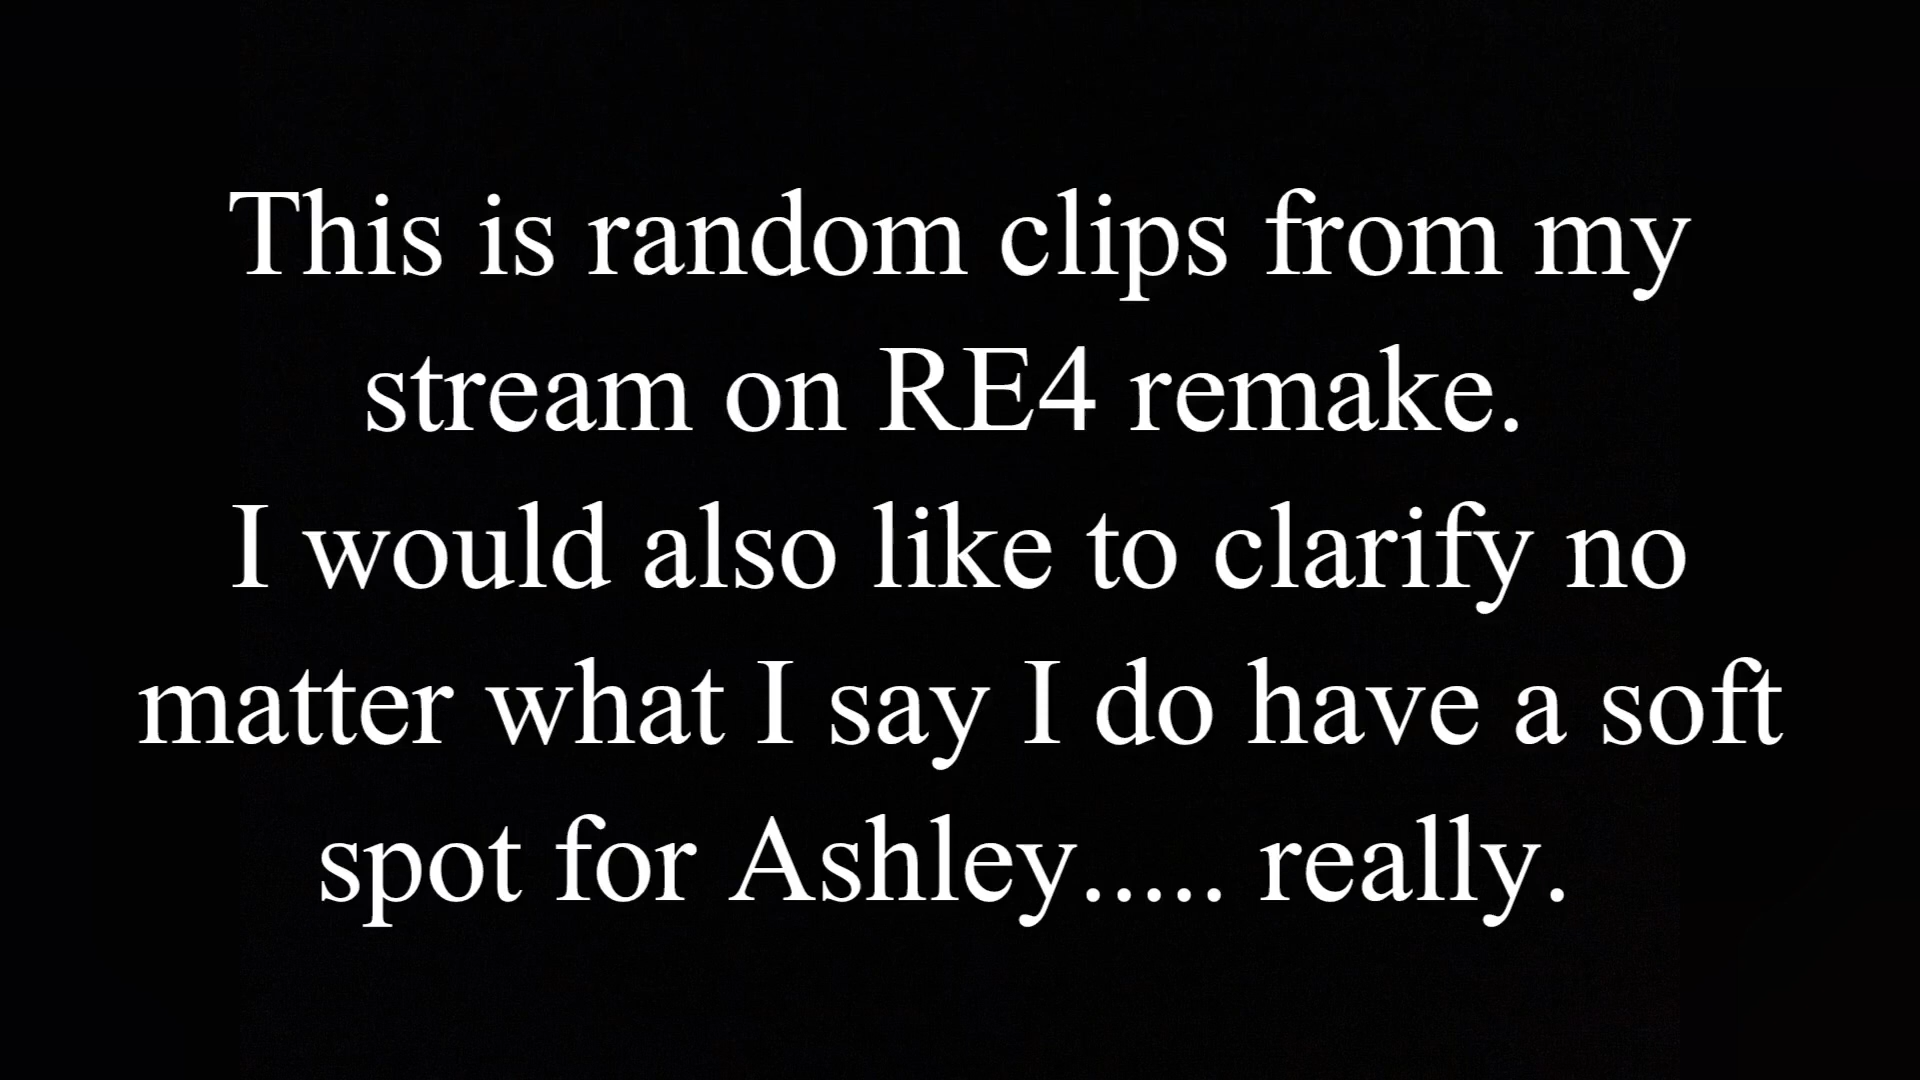 This is random clips from my
stream on RE4 remake.
I would also like to clarify no
matter what I say I do have a soft
spot for Ashley..... really.